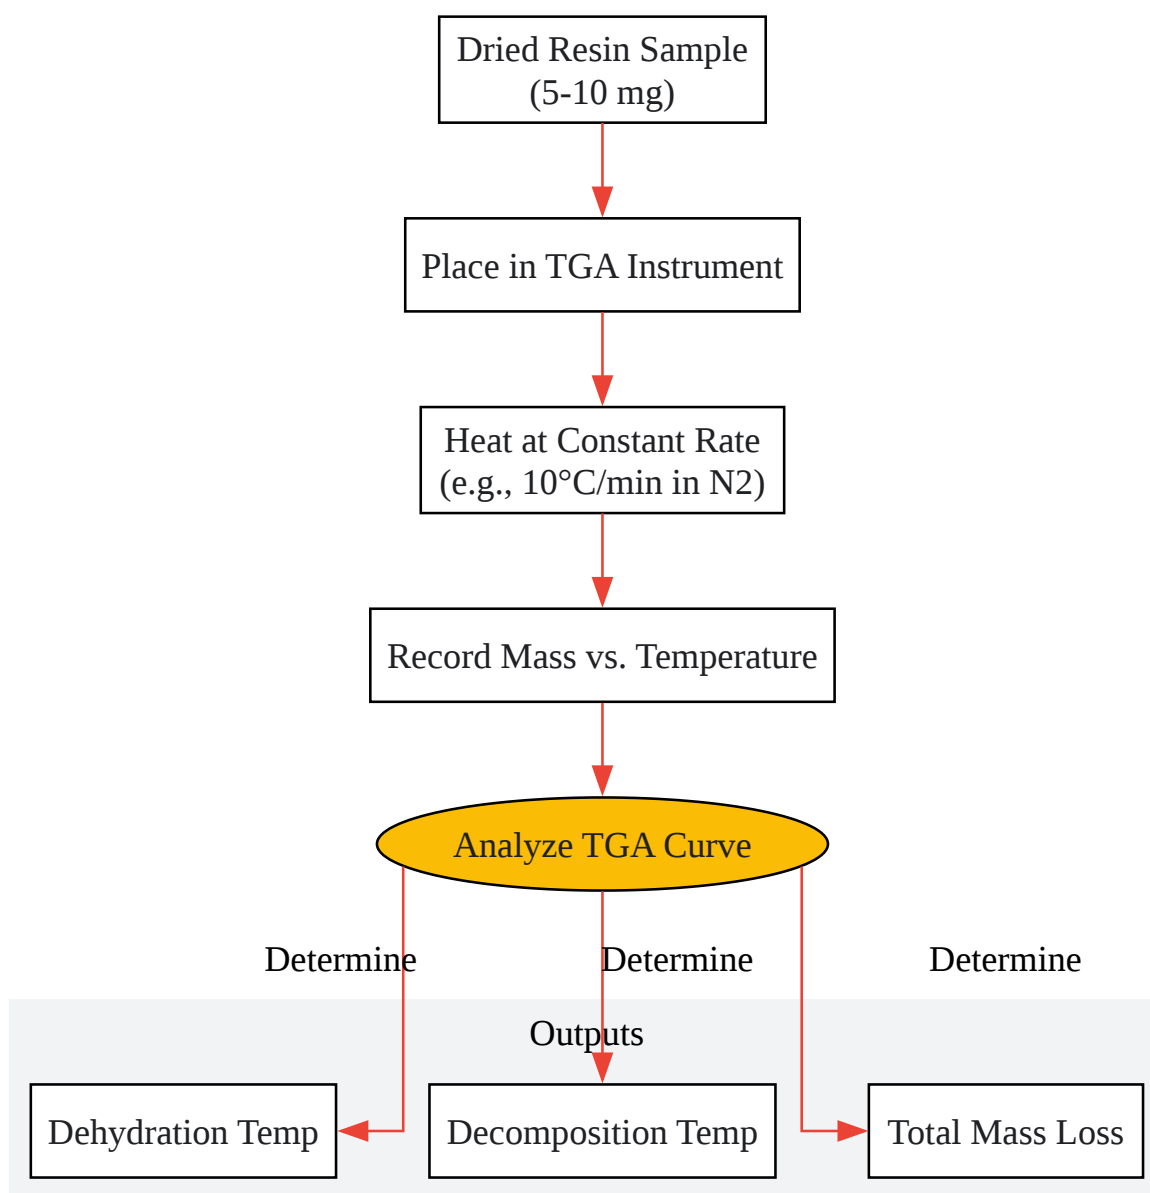 Dried Resin Sample
(5-10 mg)
Place in TGA Instrument
Heat at Constant Rate
(e.g., 10°C/min in N2)
Record Mass vs. Temperature
Analyze TGA Curve
Determine
Determine
Determine
Outputs
Dehydration Temp
Decomposition Temp
Total Mass Loss